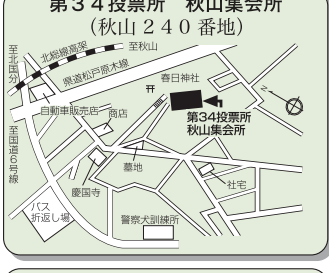 第34投票所 秋山集会所
(秋山240番地)
至北国分
北総線高架
至秋山
県道松戸原木線
春日神社
N
自動車販売店
商店
第34投票所
秋山集会所
至国道6号線
墓地
慶国寺
社宅
バス
折返し場
警察犬訓練所